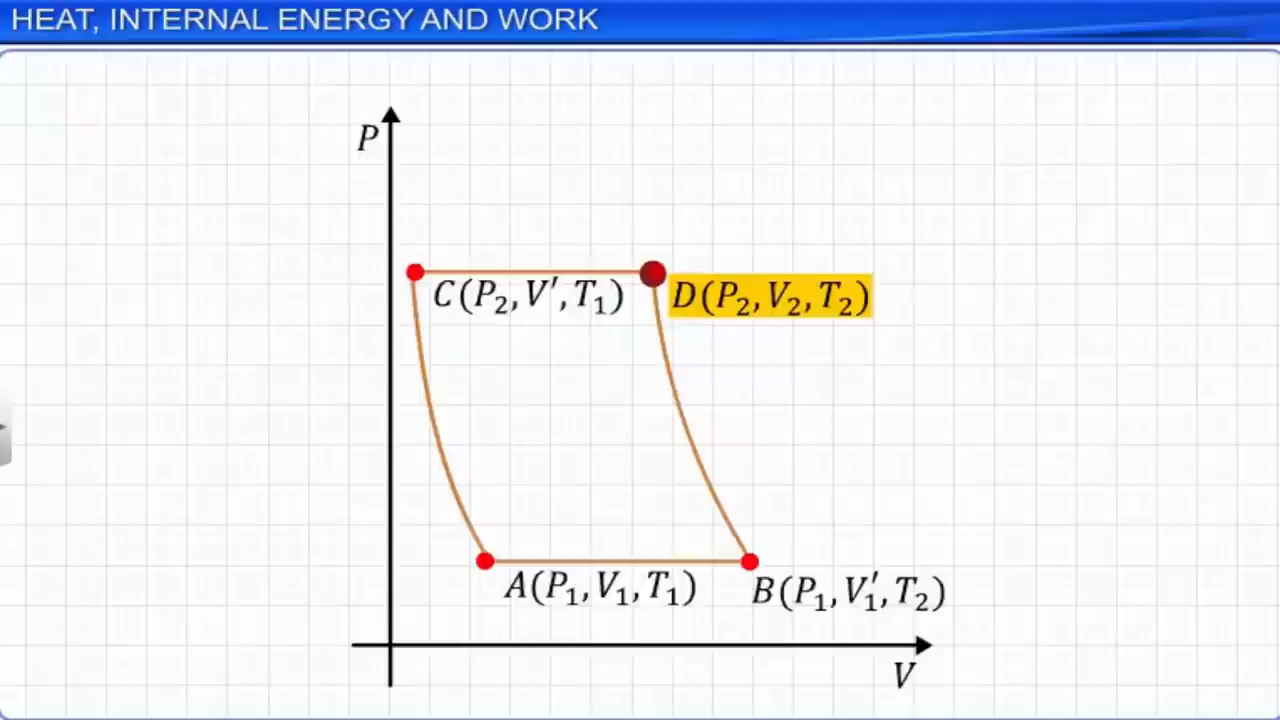 HEAT, INTERNAL ENERGY AND WORK
P
C(P₂, V′, T₁)
D(P₂, V₂, T₂)
A(P₁, V₁, T₁)
B(P₁, V₁′, T₂)
V